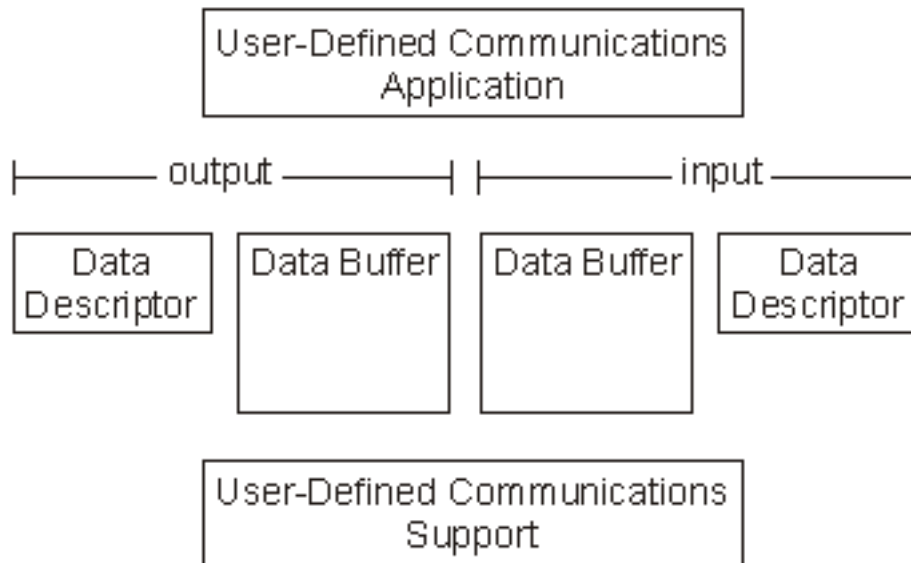 User-Defined Communications
Application
output
input
Data
Descriptor
Data Buffer
Data Buffer
Data
Descriptor
User-Defined Communications
Support